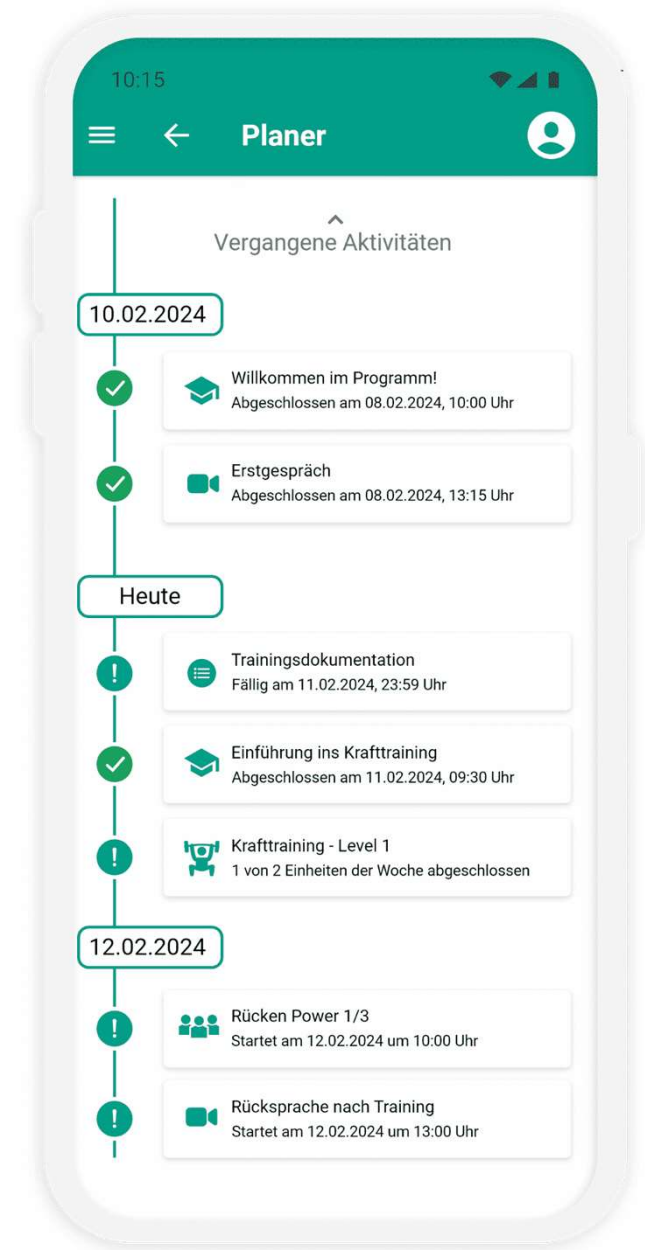 10:15
Planer
Vergangene Aktivitäten
10.02.2024
Willkommen im Programm!
Abgeschlossen am 08.02.2024, 10:00 Uhr
Erstgespräch
Abgeschlossen am 08.02.2024, 13:15 Uhr
Heute
Trainingsdokumentation
Fällig am 11.02.2024, 23:59 Uhr
Einführung ins Krafttraining
Abgeschlossen am 11.02.2024, 09:30 Uhr
Krafttraining - Level 1
1 von 2 Einheiten der Woche abgeschlossen
12.02.2024
Rücken Power 1/3
Startet am 12.02.2024 um 10:00 Uhr
Rücksprache nach Training
Startet am 12.02.2024 um 13:00 Uhr